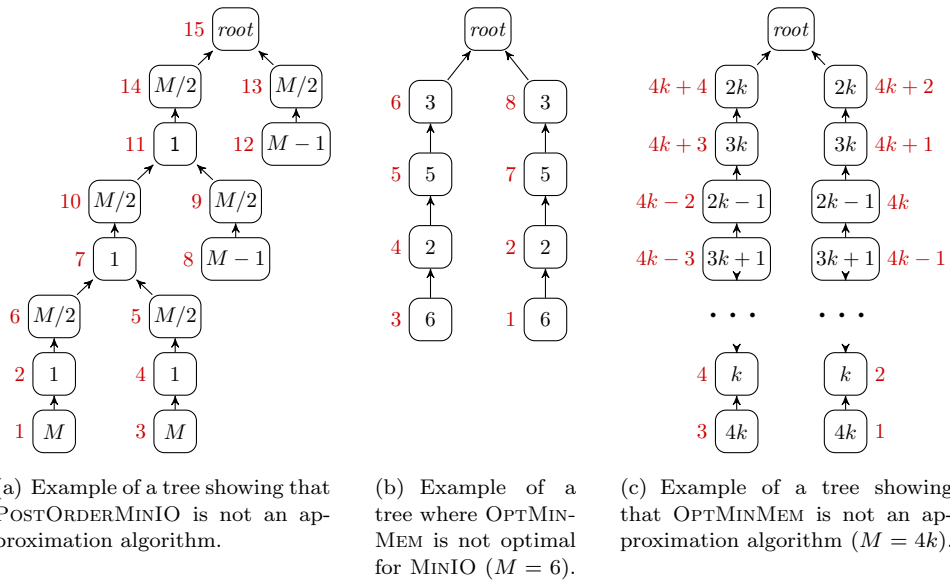 15 root
14 M/2 13 M/2
11 1 12 M − 1
10 M/2 9 M/2
7 1 8 M − 1
6 M/2 5 M/2
2 1 4 1
1 M 3 M
(a) Example of a tree showing that
POSTORDERMINIO is not an ap-
proximation algorithm.
root
6 3 8 3
5 5 7 5
4 2 2 2
3 6 1 6
(b) Example of a
tree where OPTMIN-
MEM is not optimal
for MINIO (M = 6).
root
4k + 4 2k 2k 4k + 2
4k + 3 3k 3k 4k + 1
4k − 2 2k − 1 2k − 1 4k
4k − 3 3k + 1 3k + 1 4k − 1
· · · · · ·
4 k k 2
3 4k 4k 1
(c) Example of a tree showing
that OPTMINMEM is not an ap-
proximation algorithm (M = 4k).